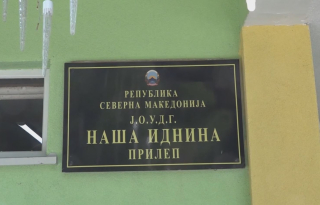 РЕПУБЛИКА
СЕВЕРНА МАКЕДОНИЈА
Ј.О.У.Д.Г.
НАША ИДНИНА
ПРИЛЕП